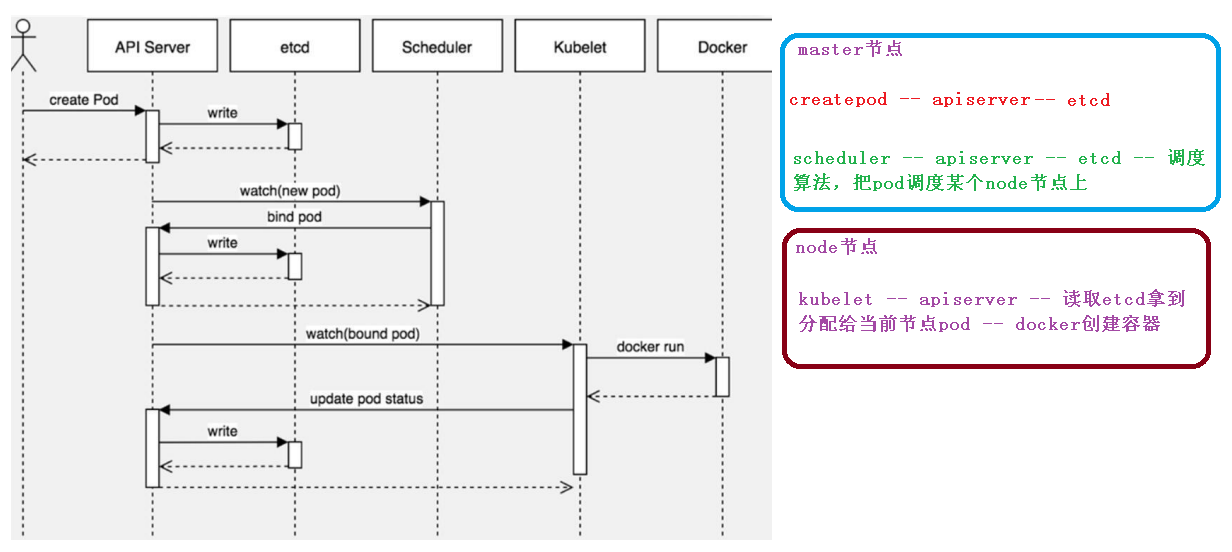 API Server
etcd
Scheduler
Kubelet
Docker
create Pod
write
watch(new pod)
bind pod
write
watch(bound pod)
docker run
update pod status
write
master节点
createpod -- apiserver-- etcd
scheduler -- apiserver -- etcd -- 调度
算法，把pod调度某个node节点上
node节点
kubelet -- apiserver -- 读取etcd拿到
分配给当前节点pod -- docker创建容器